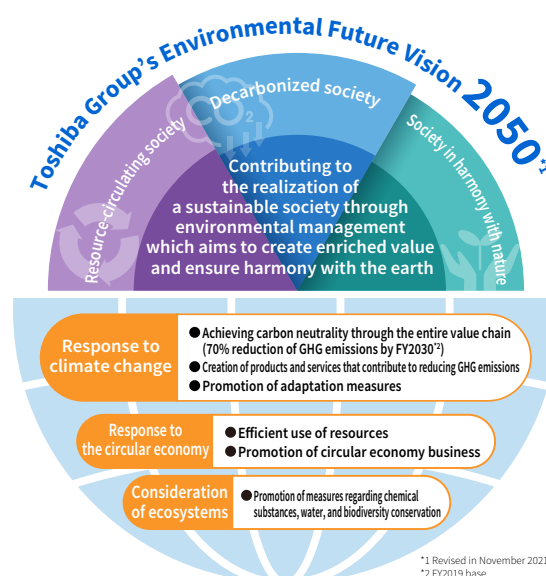 Toshiba Group's Environmental Future Vision 2050*1
Resource-circulating society
CO2
Decarbonized society
Society in harmony with nature
Contributing to
the realization of
a sustainable society through
environmental management
which aims to create enriched value
and ensure harmony with the earth
Response to
climate change
●Achieving carbon neutrality through the entire value chain
(70% reduction of GHG emissions by FY2030*2)
●Creation of products and services that contribute to reducing GHG emissions
●Promotion of adaptation measures
Response to
the circular economy
●Efficient use of resources
●Promotion of circular economy business
Consideration
of ecosystems
●Promotion of measures regarding chemical
substances, water, and biodiversity conservation
*1 Revised in November 2021
*2 FY2019 base